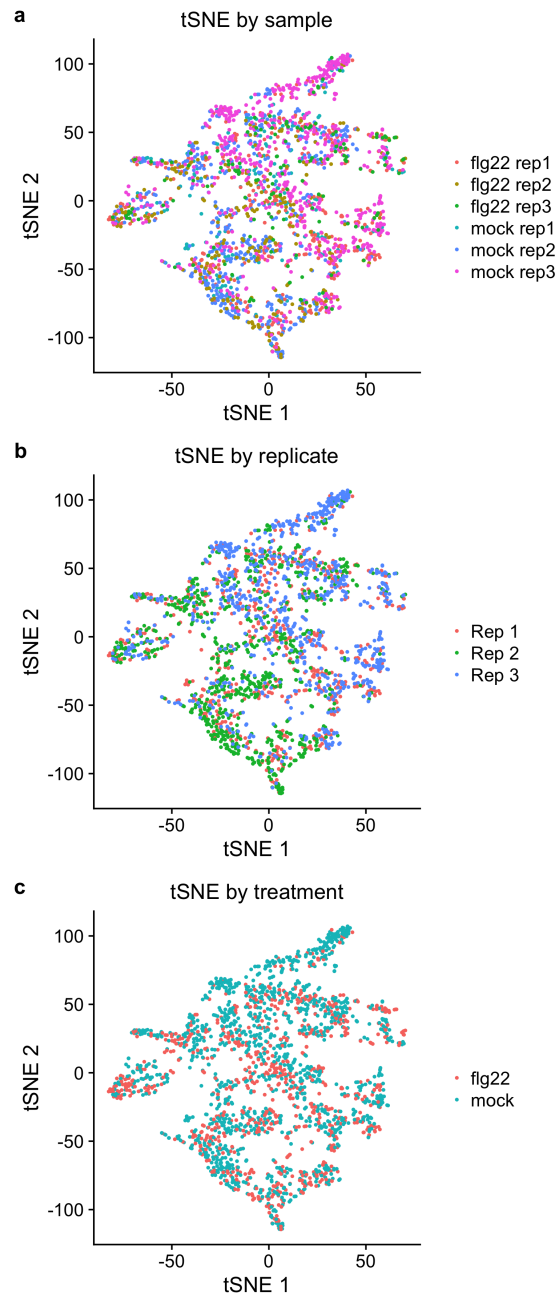 a
tSNE by sample
100
50
0
-50
-100
tSNE 2
-50 0 50
tSNE 1
flg22 rep1
flg22 rep2
flg22 rep3
mock rep1
mock rep2
mock rep3
b
tSNE by replicate
100
50
0
-50
-100
tSNE 2
-50 0 50
tSNE 1
Rep 1
Rep 2
Rep 3
c
tSNE by treatment
100
50
0
-50
-100
tSNE 2
-50 0 50
tSNE 1
flg22
mock